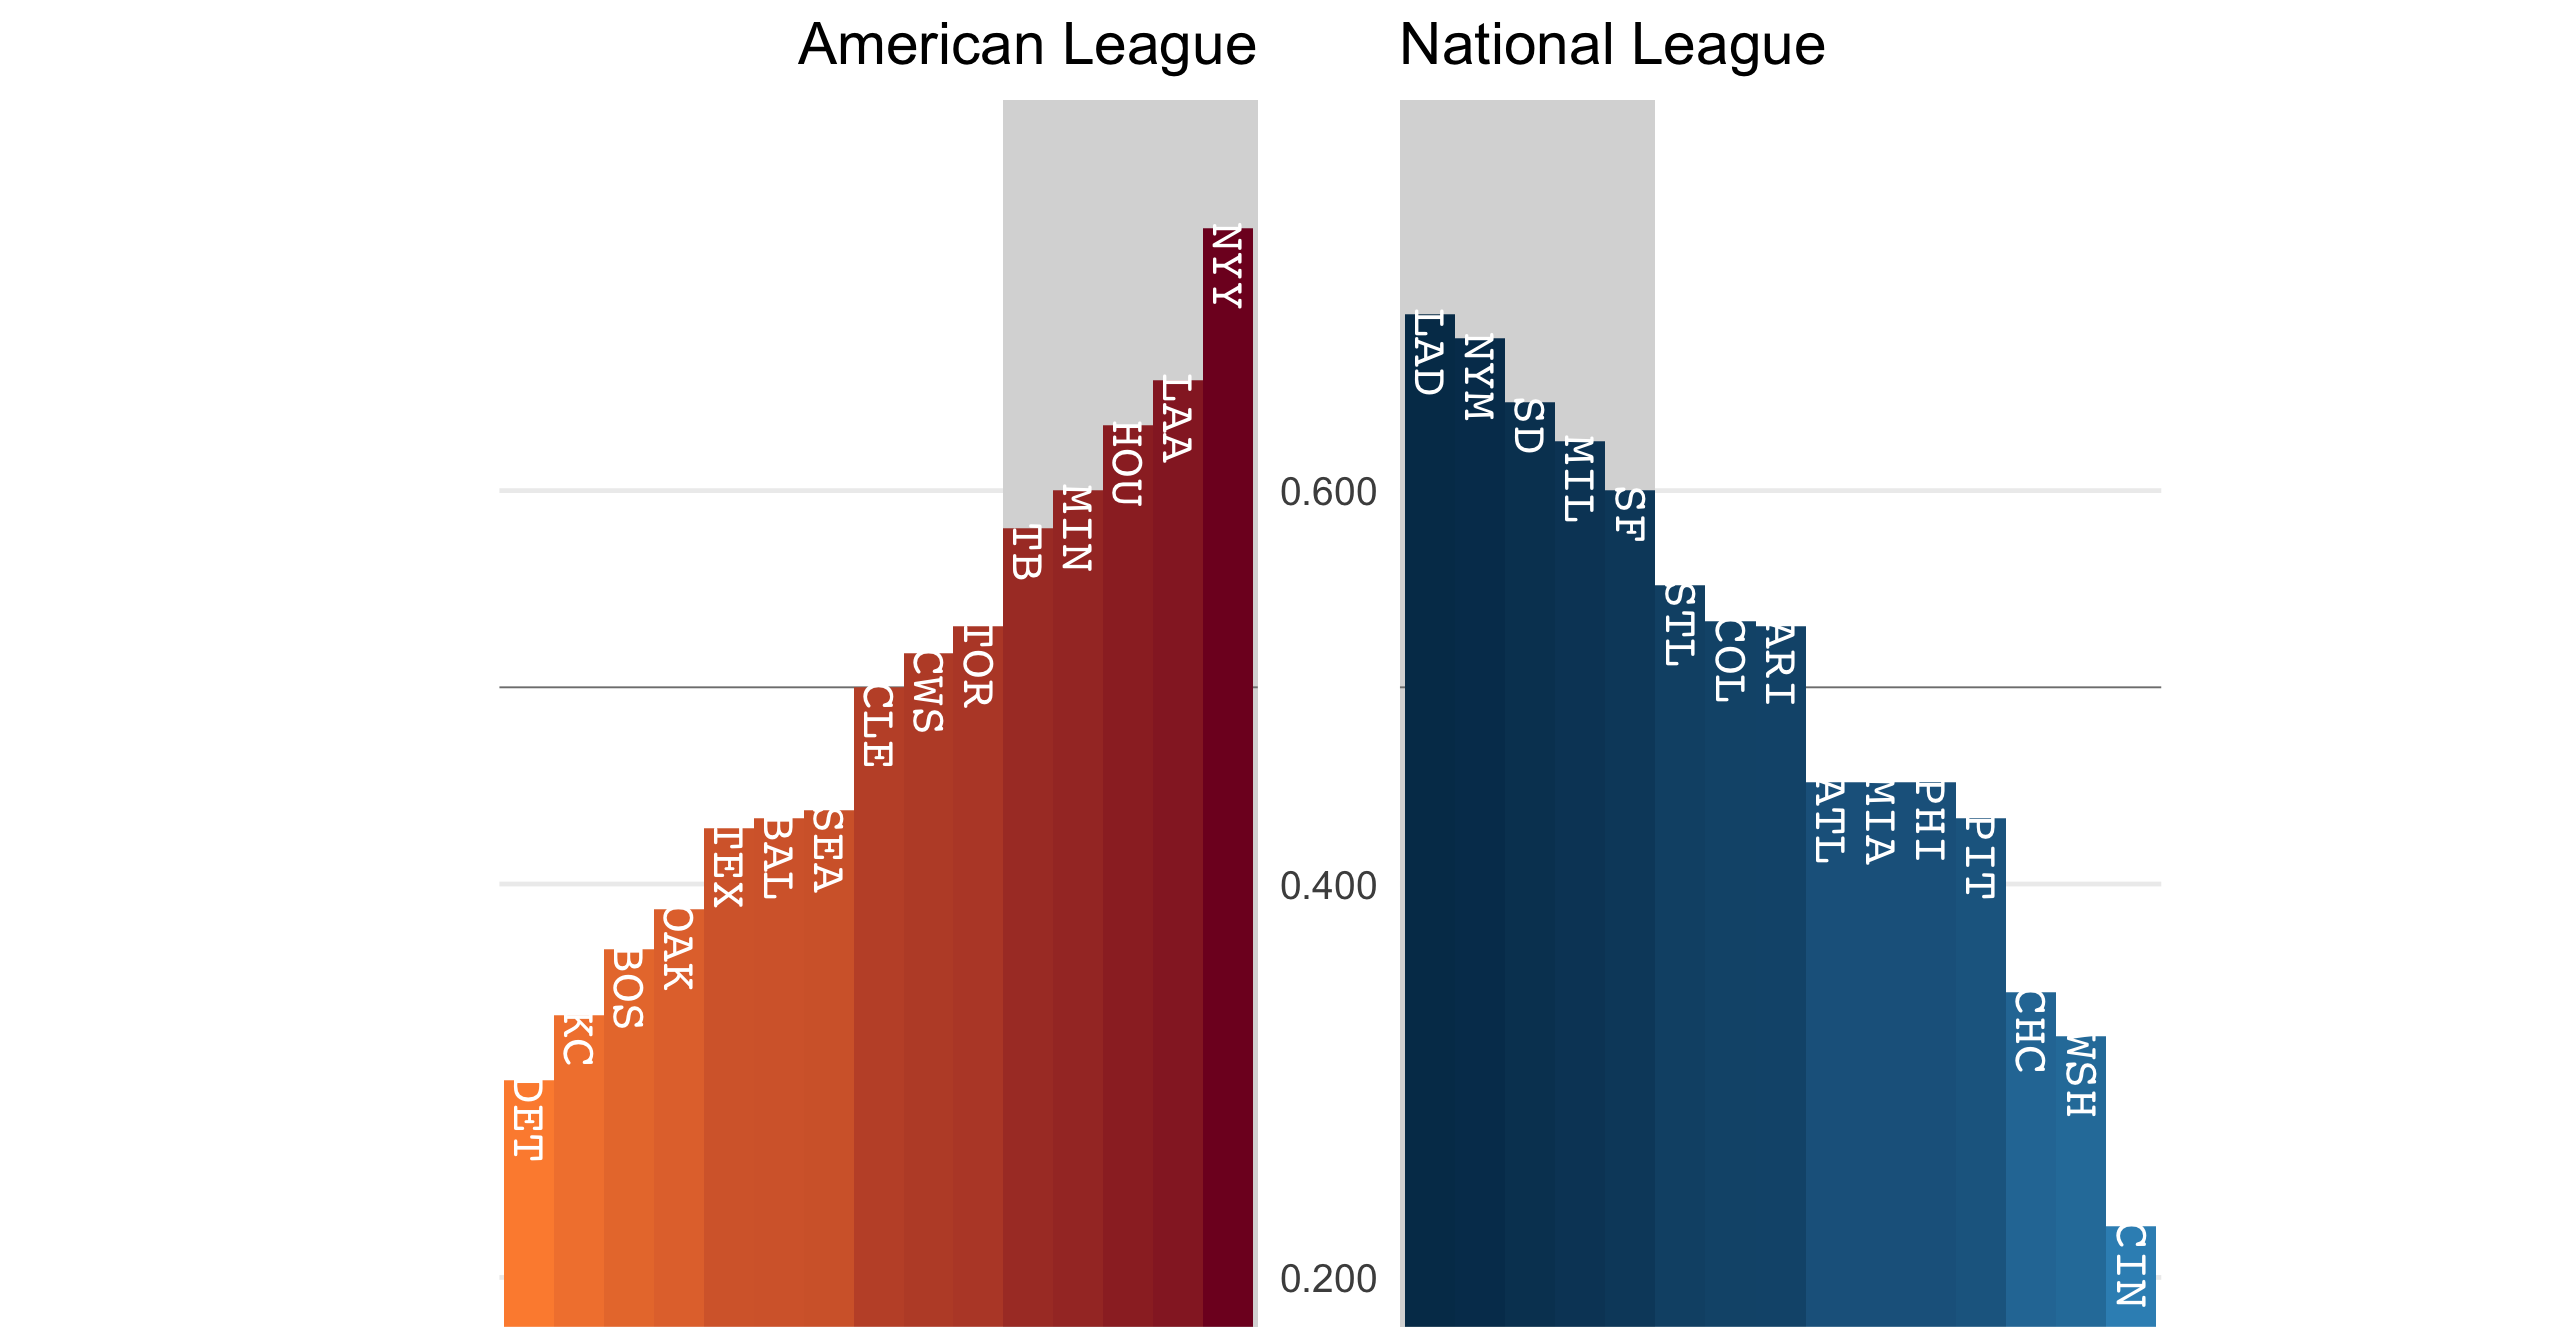 American League
National League
DET
KC
BOS
OAK
TEX
BAL
SEA
CLE
CWS
TOR
TB
MIN
HOU
LAA
NYY
0.600
0.400
0.200
LAD
NYM
SD
MIL
SF
STL
COL
ARI
ATL
MIA
PHI
PIT
CHC
WSH
CIN